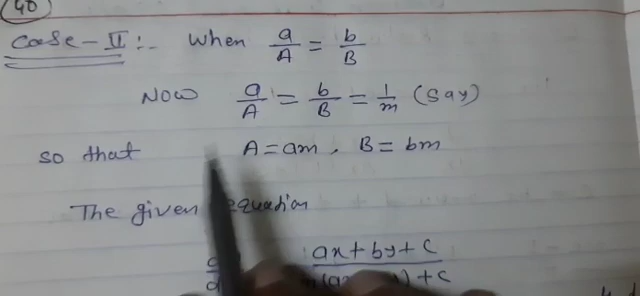 40
Case-II:- When a/A = b/B
Now a/A = b/B = 1/m (say)
so that A = am, B = bm
The given equation
ax+by+c
+c